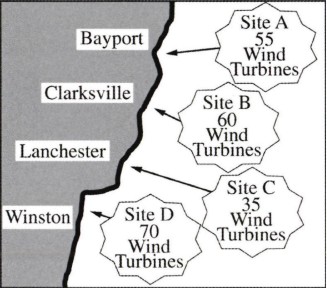 Bayport
Site A
55
Wind
Turbines
Clarksville
Site B
60
Wind
Turbines
Lanchester
Site C
35
Wind
Turbines
Winston
Site D
70
Wind
Turbines